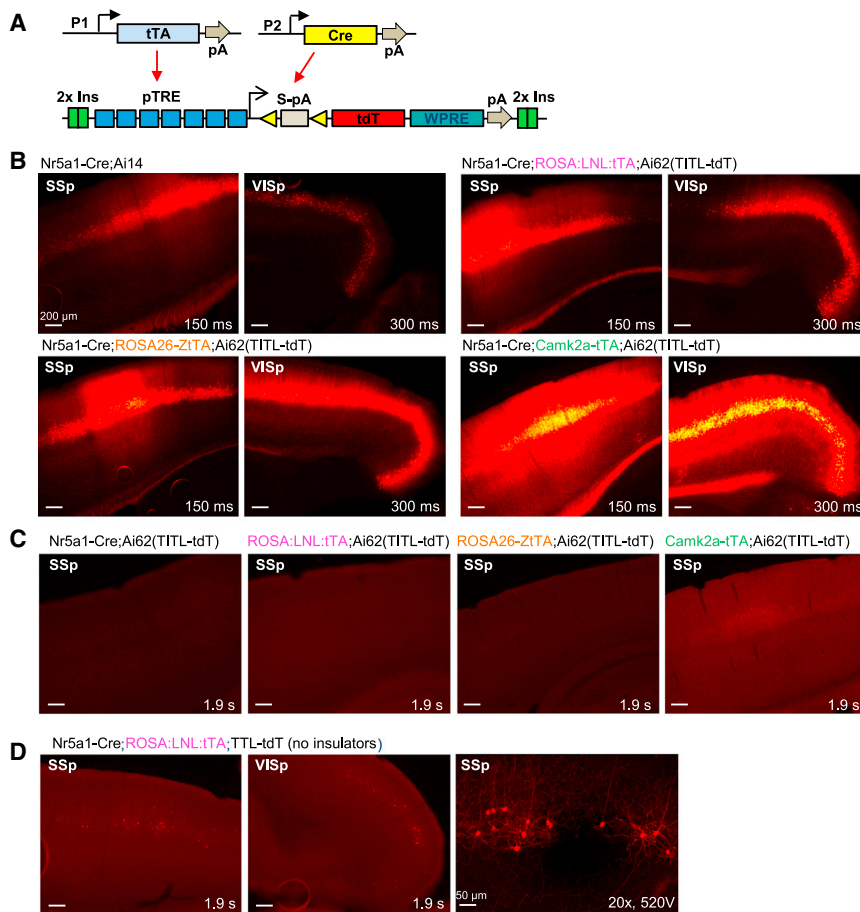 A
P1
tTA
pA
P2
Cre
pA
2x Ins
pTRE
S-pA
tdT
WPRE
pA
2x Ins
B
Nr5a1-Cre;Ai14
SSp
200 µm
150 ms
VISp
300 ms
Nr5a1-Cre;ROSA:LNL:tTA;Ai62(TITL-tdT)
SSp
150 ms
VISp
300 ms
Nr5a1-Cre;ROSA26-ZtTA;Ai62(TITL-tdT)
SSp
150 ms
VISp
300 ms
Nr5a1-Cre;Camk2a-tTA;Ai62(TITL-tdT)
SSp
150 ms
VISp
300 ms
C
Nr5a1-Cre;Ai62(TITL-tdT)
SSp
1.9 s
ROSA:LNL:tTA;Ai62(TITL-tdT)
SSp
1.9 s
ROSA26-ZtTA;Ai62(TITL-tdT)
SSp
1.9 s
Camk2a-tTA;Ai62(TITL-tdT)
SSp
1.9 s
D
Nr5a1-Cre;ROSA:LNL:tTA;TTL-tdT (no insulators)
SSp
1.9 s
VISp
1.9 s
SSp
50 µm
20x, 520V